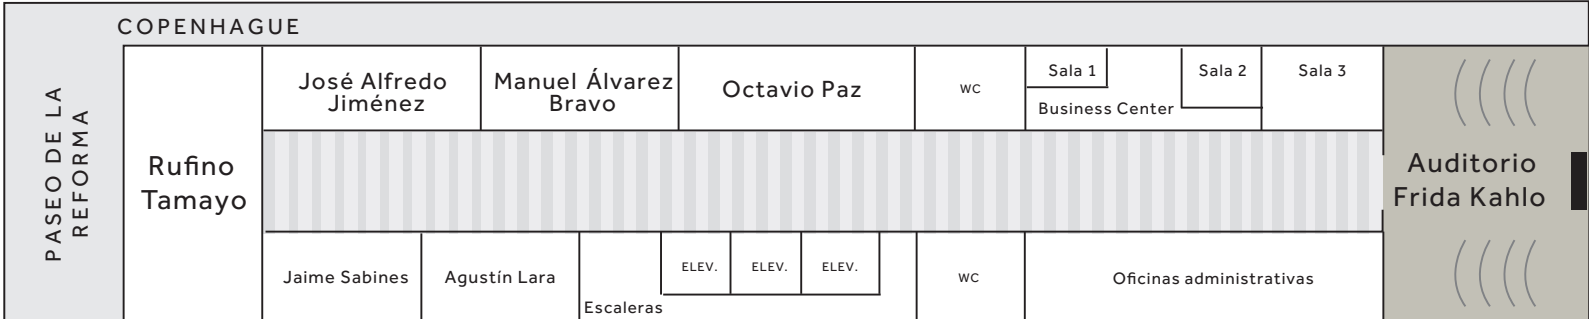 COPENHAGUE
PASEO DE LA
REFORMA
Rufino
Tamayo
José Alfredo
Jiménez
Manuel Álvarez
Bravo
Octavio Paz
WC
Sala 1
Business Center
Sala 2
Sala 3
Auditorio
Frida Kahlo
Jaime Sabines
Agustín Lara
Escaleras
ELEV.
ELEV.
ELEV.
WC
Oficinas administrativas